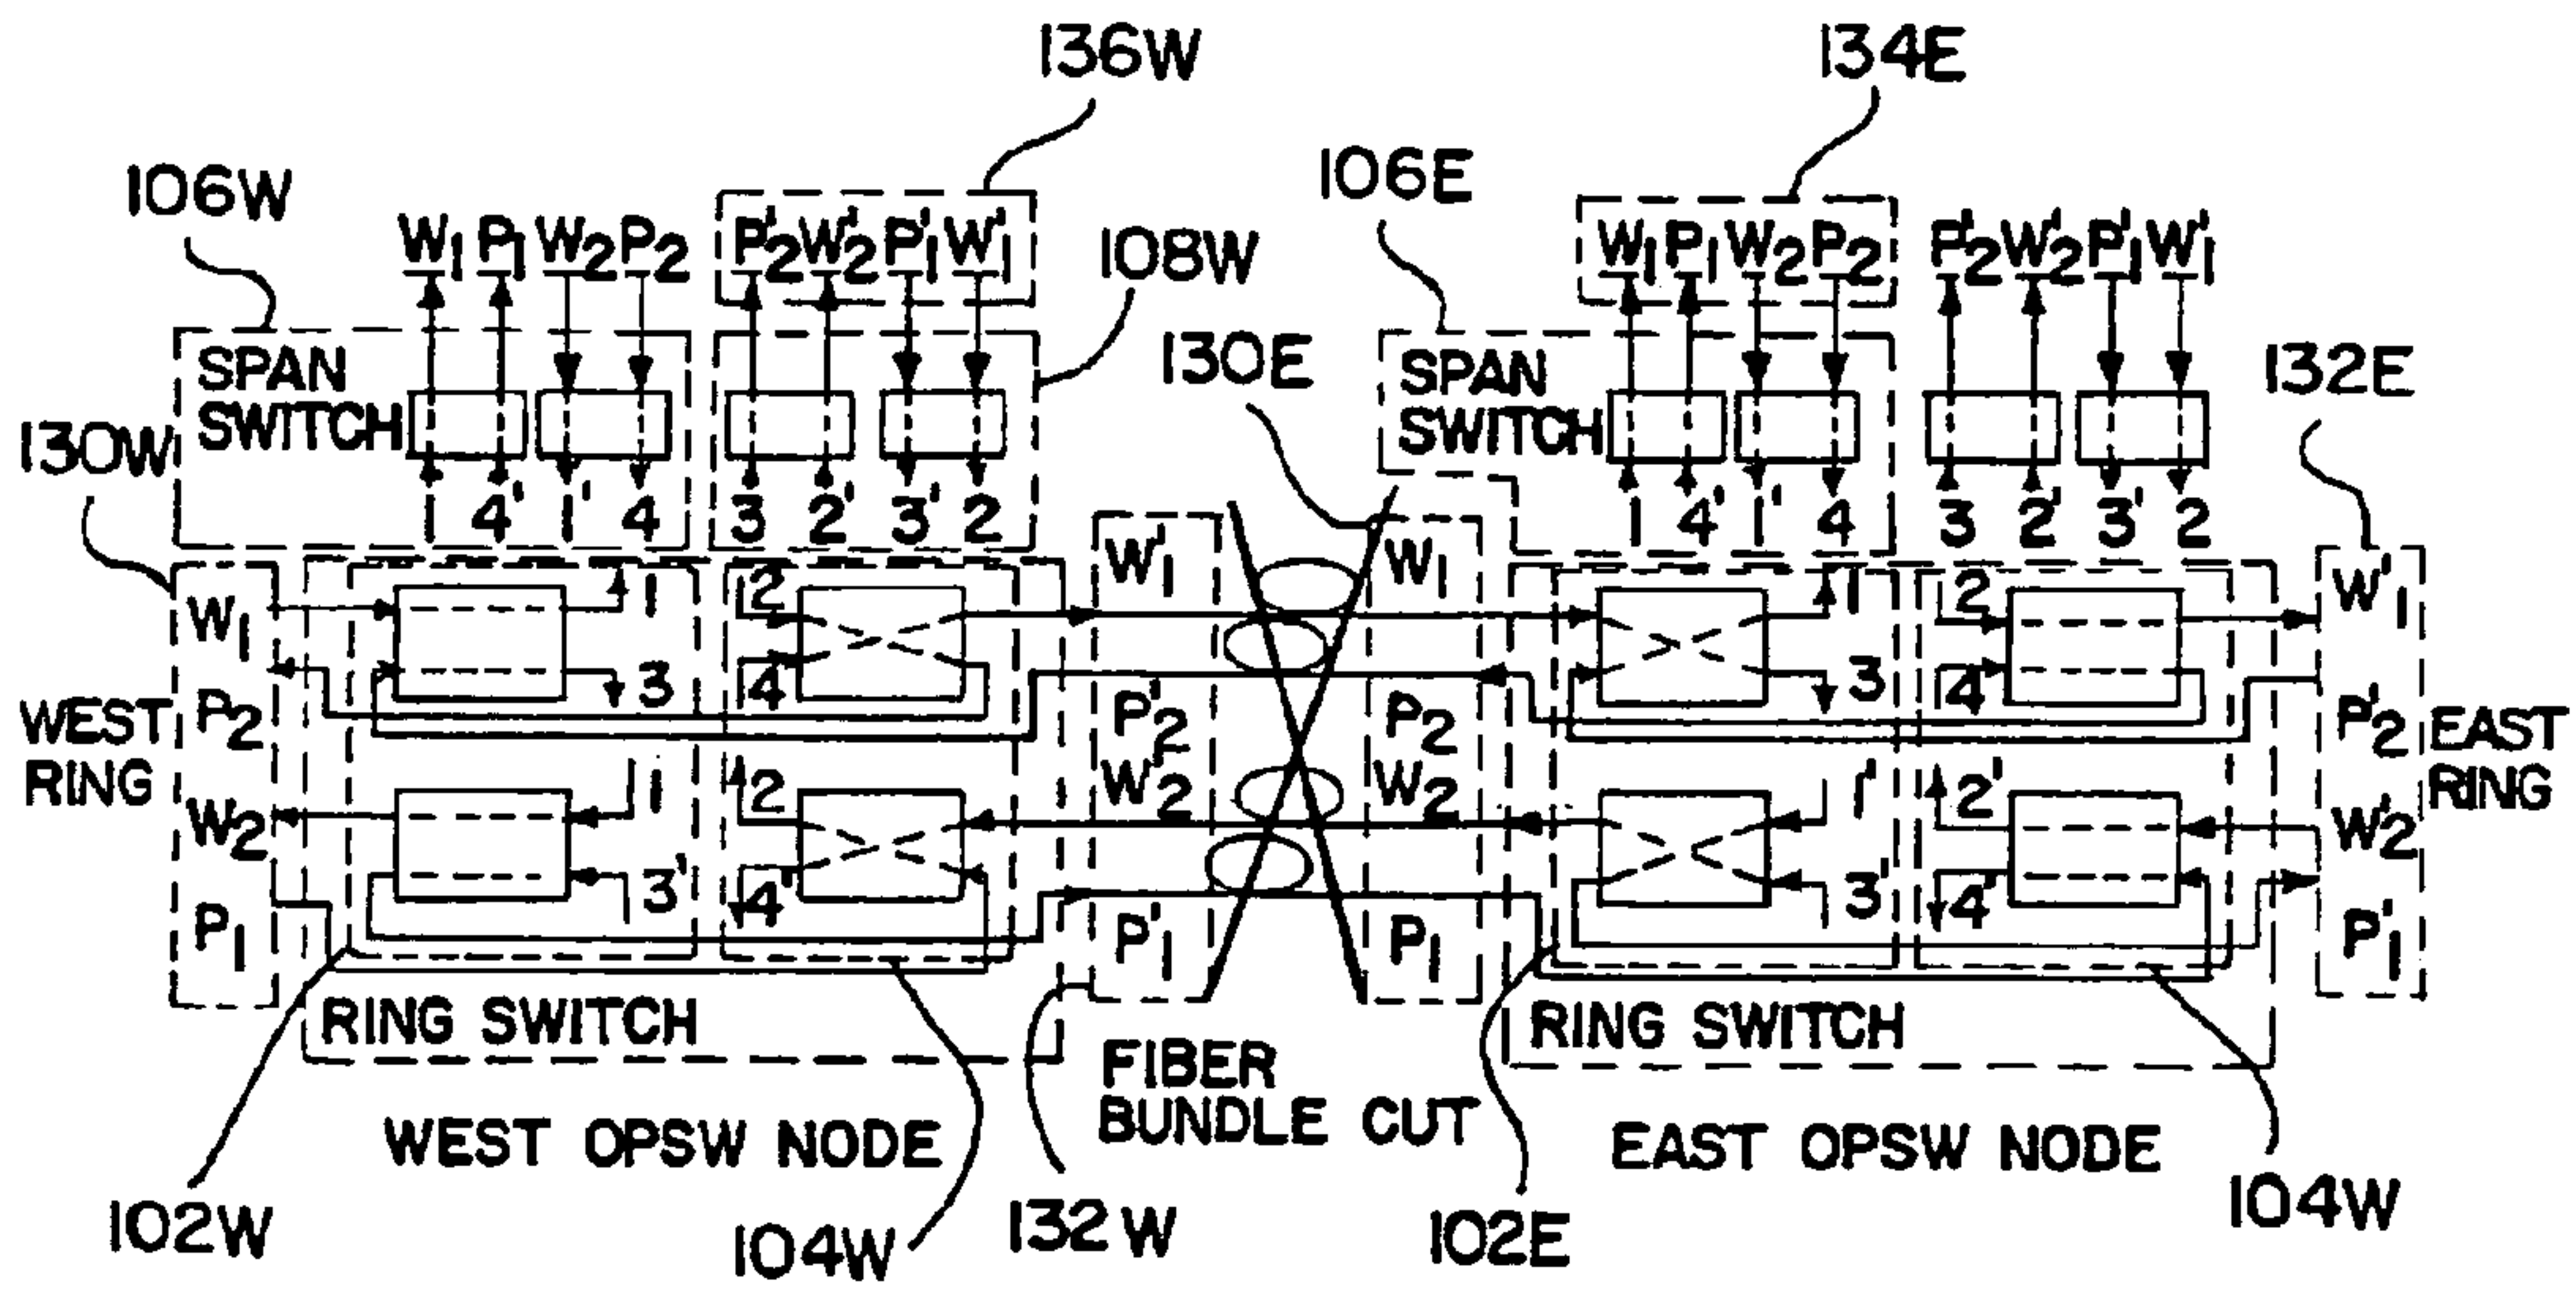 136W
134E
106W
106E
W1 P1 W2 P2
P'2 W'2 P'1 W'1
108W
W1 P1 W2 P2
P'2 W'2 P'1 W'1
130E
132E
SPAN
SWITCH
SPAN
SWITCH
130W
1 4' 1' 4
3 2' 3' 2
1 4' 1' 4
3 2' 3' 2
W1
1
2
W'1
W1
1
2
W'1
3
4
3
4
WEST
RING
P2
P'2
P2
P'2
EAST
RING
W2
1
2
W'2
W2
1'
2'
W'2
3'
4'
3'
4'
P1
P'1
P1
P'1
RING SWITCH
RING SWITCH
FIBER
BUNDLE CUT
WEST OPSW NODE
EAST OPSW NODE
102W
104W
132W
102E
104W